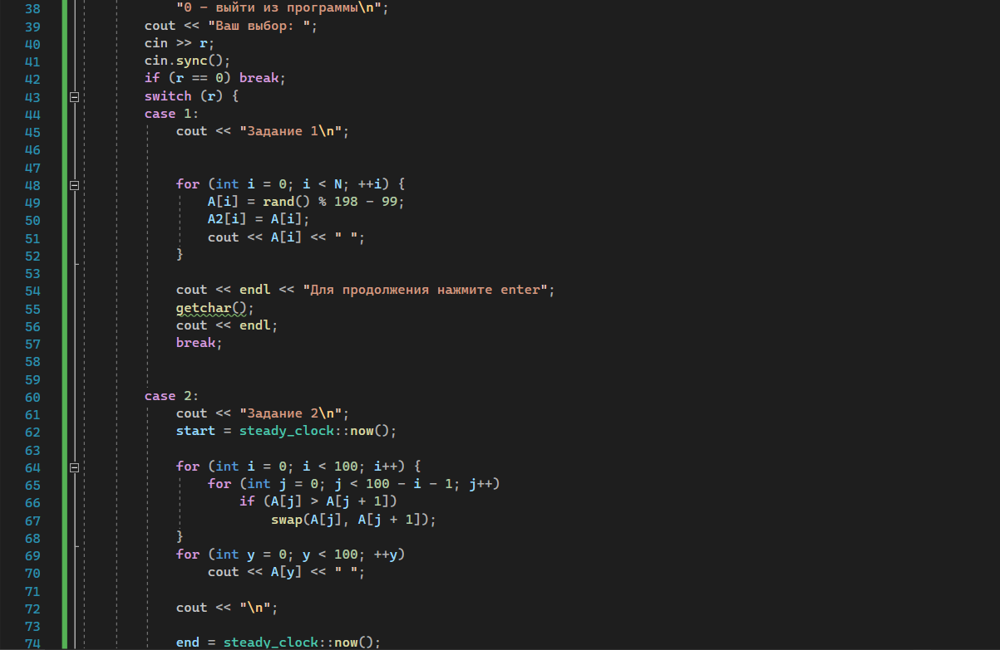 38 "0 - выйти из программы\n";
39 cout << "Ваш выбор: ";
40 cin >> r;
41 cin.sync();
42 if (r == 0) break;
43 switch (r) {
44 case 1:
45 cout << "Задание 1\n";
46
47
48 for (int i = 0; i < N; ++i) {
49 A[i] = rand() % 198 - 99;
50 A2[i] = A[i];
51 cout << A[i] << " ";
52 }
53
54 cout << endl << "Для продолжения нажмите enter";
55 getchar();
56 cout << endl;
57 break;
58
59
60 case 2:
61 cout << "Задание 2\n";
62 start = steady_clock::now();
63
64 for (int i = 0; i < 100; i++) {
65 for (int j = 0; j < 100 - i - 1; j++)
66 if (A[j] > A[j + 1])
67 swap(A[j], A[j + 1]);
68 }
69 for (int y = 0; y < 100; ++y)
70 cout << A[y] << " ";
71
72 cout << "\n";
73
74 end = steady_clock::now();